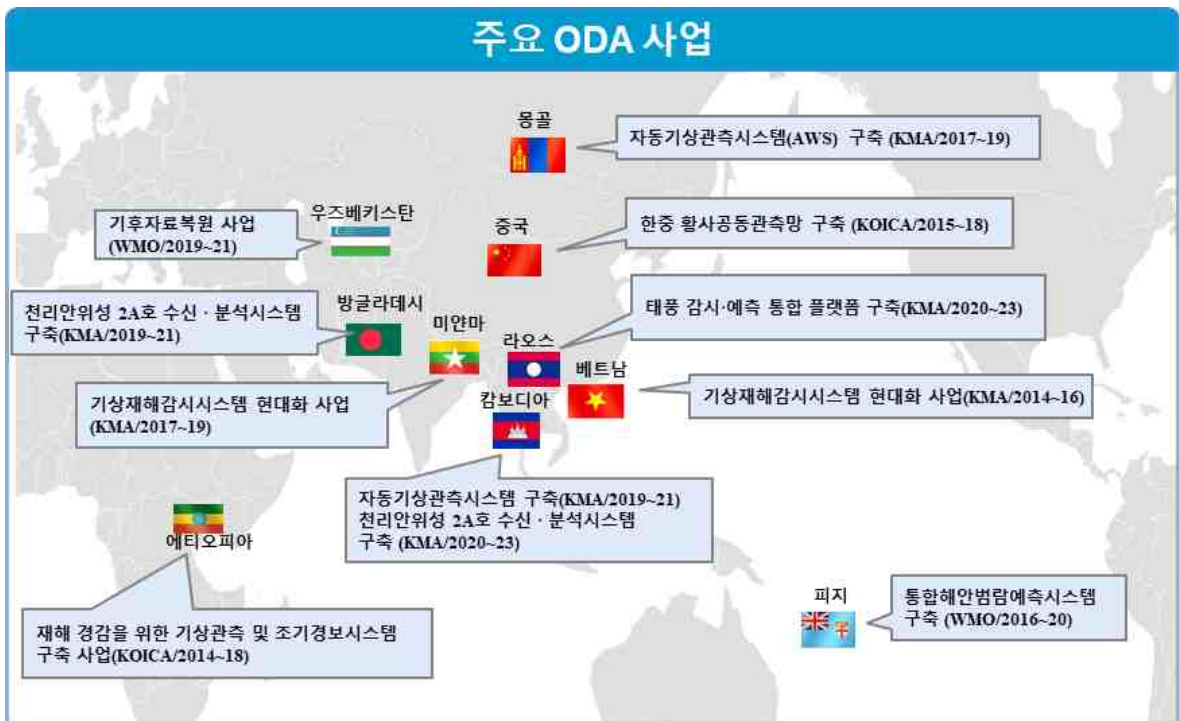 주요 ODA 사업
몽골
자동기상관측시스템(AWS) 구축 (KMA/2017~19)
우즈베키스탄
기후자료복원 사업
(WMO/2019~21)
중국
한중 황사공동관측망 구축 (KOICA/2015~18)
방글라데시
천리안위성 2A호 수신 · 분석시스템
구축(KMA/2019~21)
미얀마
기상재해감시시스템 현대화 사업
(KMA/2017~19)
라오스
태풍 감시·예측 통합 플랫폼 구축(KMA/2020~23)
베트남
기상재해감시시스템 현대화 사업(KMA/2014~16)
캄보디아
자동기상관측시스템 구축(KMA/2019~21)
천리안위성 2A호 수신 · 분석시스템
구축 (KMA/2020~23)
에티오피아
재해 경감을 위한 기상관측 및 조기경보시스템
구축 사업(KOICA/2014~18)
피지
통합해안범람예측시스템
구축 (WMO/2016~20)